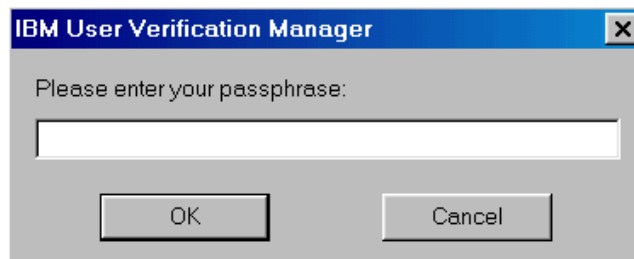 IBM User Verification Manager
Please enter your passphrase:
OK
Cancel